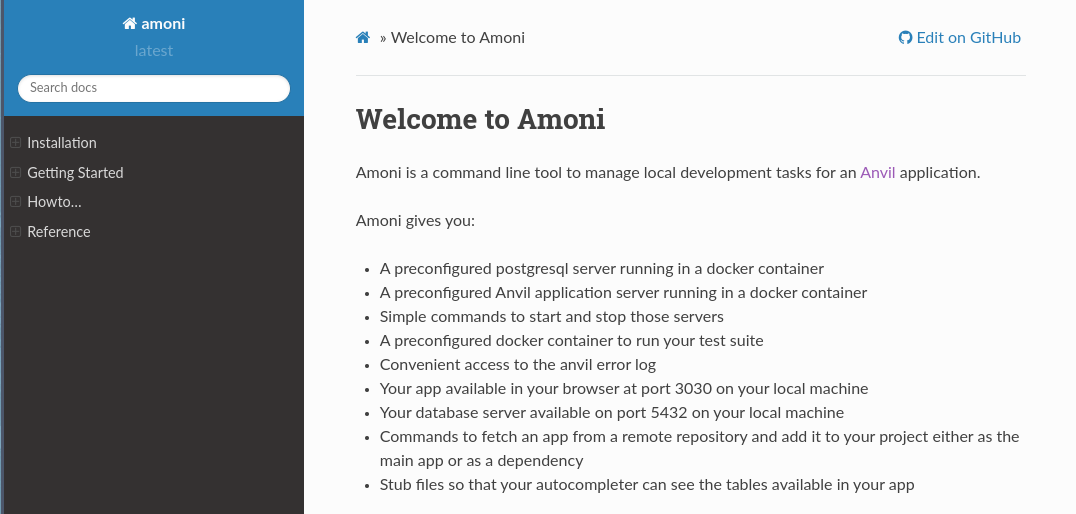 amoni
latest
Search docs
Installation
Getting Started
Howto...
Reference
» Welcome to Amoni
Edit on GitHub
Welcome to Amoni
Amoni is a command line tool to manage local development tasks for an Anvil application.
Amoni gives you:
• A preconfigured postgresql server running in a docker container
• A preconfigured Anvil application server running in a docker container
• Simple commands to start and stop those servers
• A preconfigured docker container to run your test suite
• Convenient access to the anvil error log
• Your app available in your browser at port 3030 on your local machine
• Your database server available on port 5432 on your local machine
• Commands to fetch an app from a remote repository and add it to your project either as the
main app or as a dependency
• Stub files so that your autocompleter can see the tables available in your app